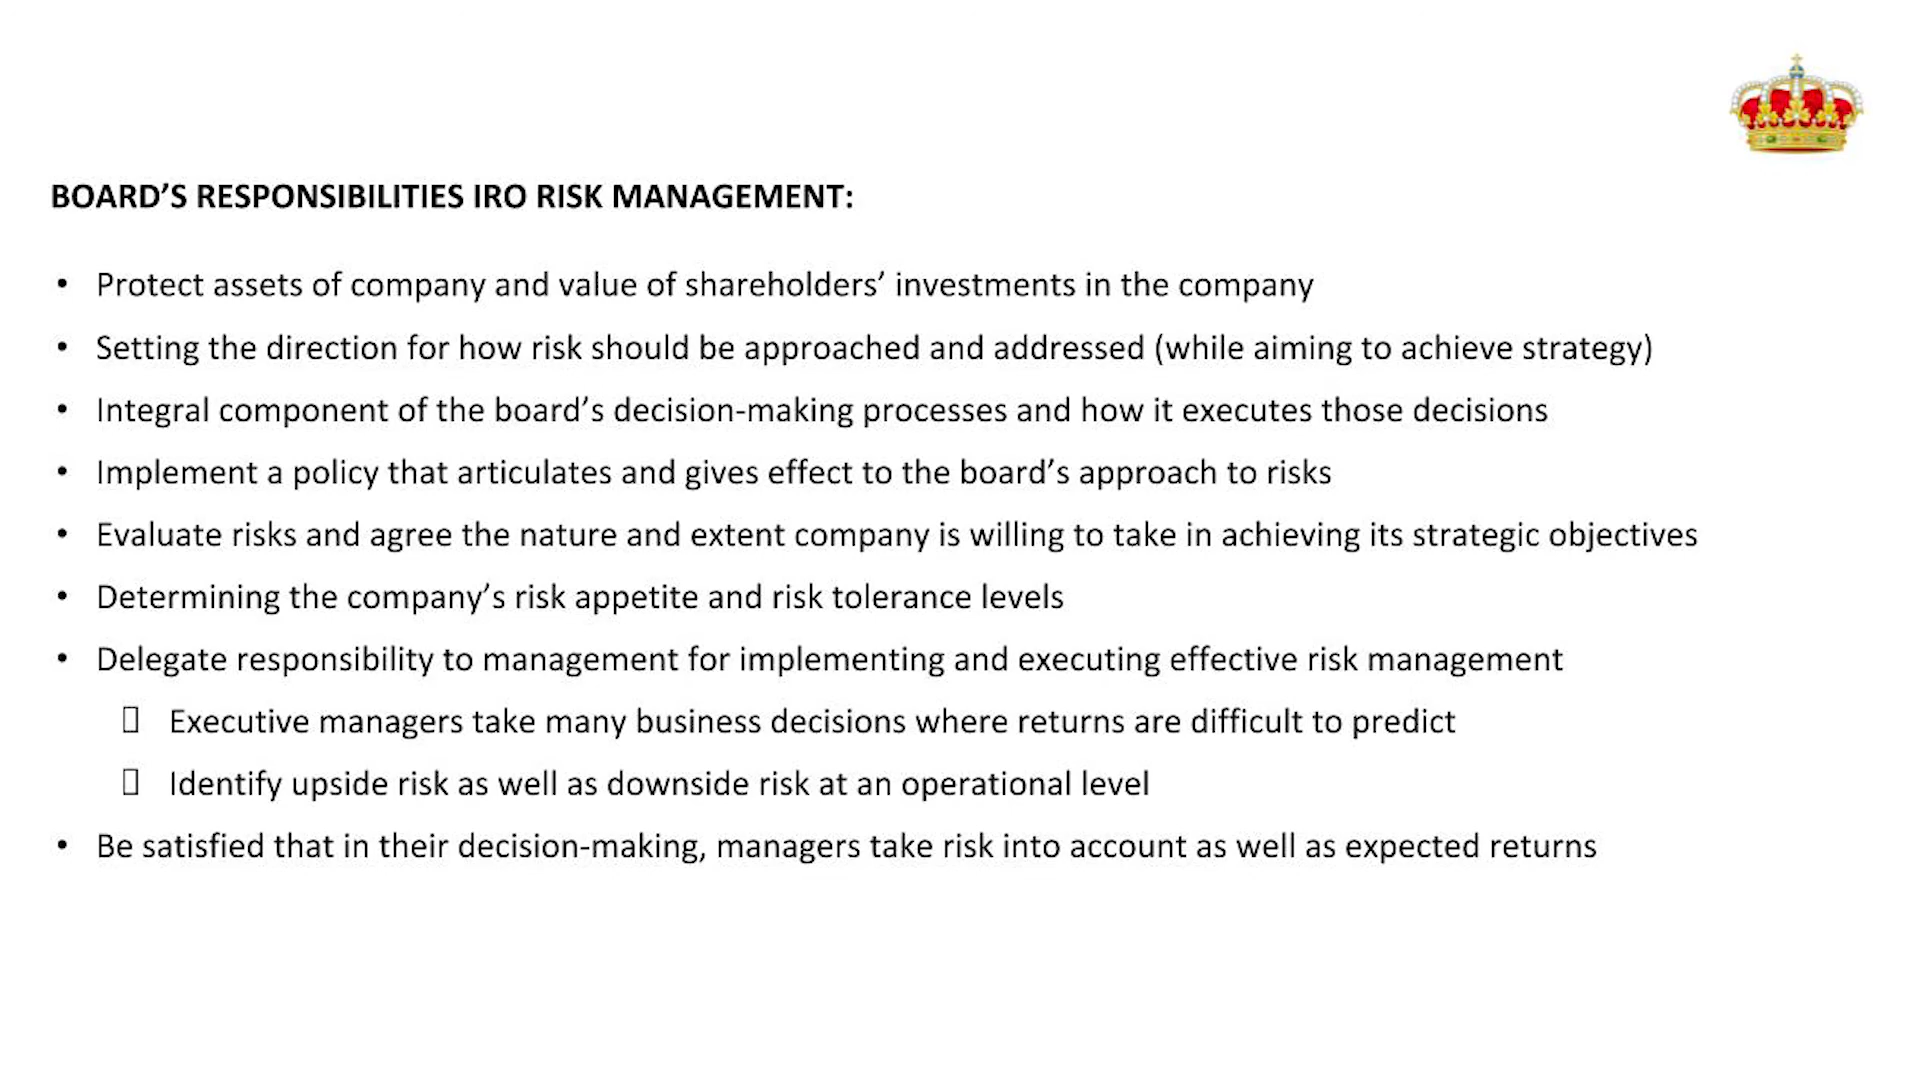 BOARD’S RESPONSIBILITIES IRO RISK MANAGEMENT:
• Protect assets of company and value of shareholders’ investments in the company
• Setting the direction for how risk should be approached and addressed (while aiming to achieve strategy)
• Integral component of the board’s decision-making processes and how it executes those decisions
• Implement a policy that articulates and gives effect to the board’s approach to risks
• Evaluate risks and agree the nature and extent company is willing to take in achieving its strategic objectives
• Determining the company’s risk appetite and risk tolerance levels
• Delegate responsibility to management for implementing and executing effective risk management
▯ Executive managers take many business decisions where returns are difficult to predict
▯ Identify upside risk as well as downside risk at an operational level
• Be satisfied that in their decision-making, managers take risk into account as well as expected returns